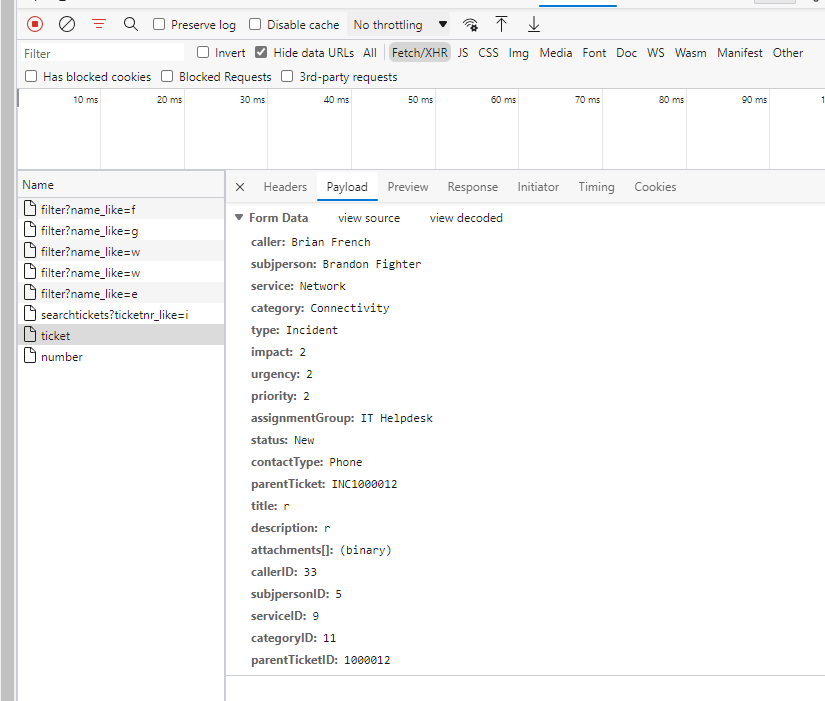 Preserve log Disable cache No throttling
Filter Invert Hide data URLs All Fetch/XHR JS CSS Img Media Font Doc WS Wasm Manifest Other
Has blocked cookies Blocked Requests 3rd-party requests
10 ms 20 ms 30 ms 40 ms 50 ms 60 ms 70 ms 80 ms 90 ms 1
Name
filter?name_like=f
filter?name_like=g
filter?name_like=w
filter?name_like=w
filter?name_like=e
searchtickets?ticketnr_like=i
ticket
number
Headers Payload Preview Response Initiator Timing Cookies
Form Data view source view decoded
caller: Brian French
subjperson: Brandon Fighter
service: Network
category: Connectivity
type: Incident
impact: 2
urgency: 2
priority: 2
assignmentGroup: IT Helpdesk
status: New
contactType: Phone
parentTicket: INC1000012
title: r
description: r
attachments[]: (binary)
callerID: 33
subjpersonID: 5
serviceID: 9
categoryID: 11
parentTicketID: 1000012